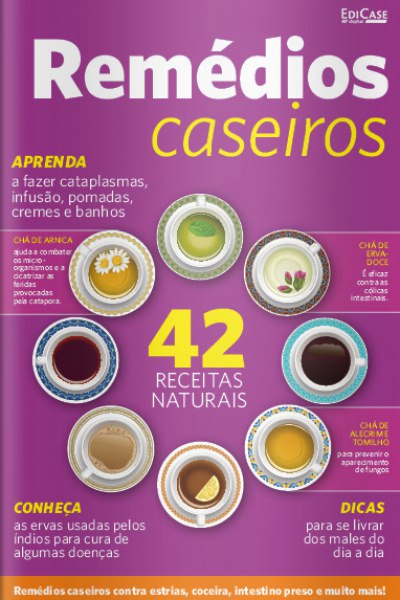 EDICASE
digital
Remédios
caseiros
APRENDA
a fazer cataplasmas,
infusão, pomadas,
cremes e banhos
CHÁ DE ARNICA
ajuda a combater
os micro-
organismos e a
cicatrizar as
feridas
provocadas
pela catapora.
CHÁ DE
ERVA-
DOCE
É eficaz
contra as
cólicas
intestinais.
42
RECEITAS
NATURAIS
CHÁ DE
ALECRIM E
TOMILHO
para prevenir o
aparecimento
de fungos
CONHEÇA
as ervas usadas pelos
índios para cura de
algumas doenças
DICAS
para se livrar
dos males do
dia a dia
Remédios caseiros contra estrias, coceira, intestino preso e muito mais!